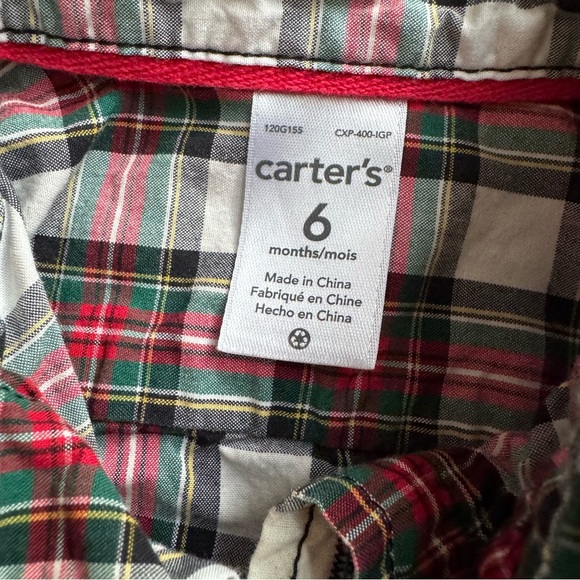 120G155 CXP-400-IGP
carter's®
6
months/mois
Made in China
Fabriqué en Chine
Hecho en China